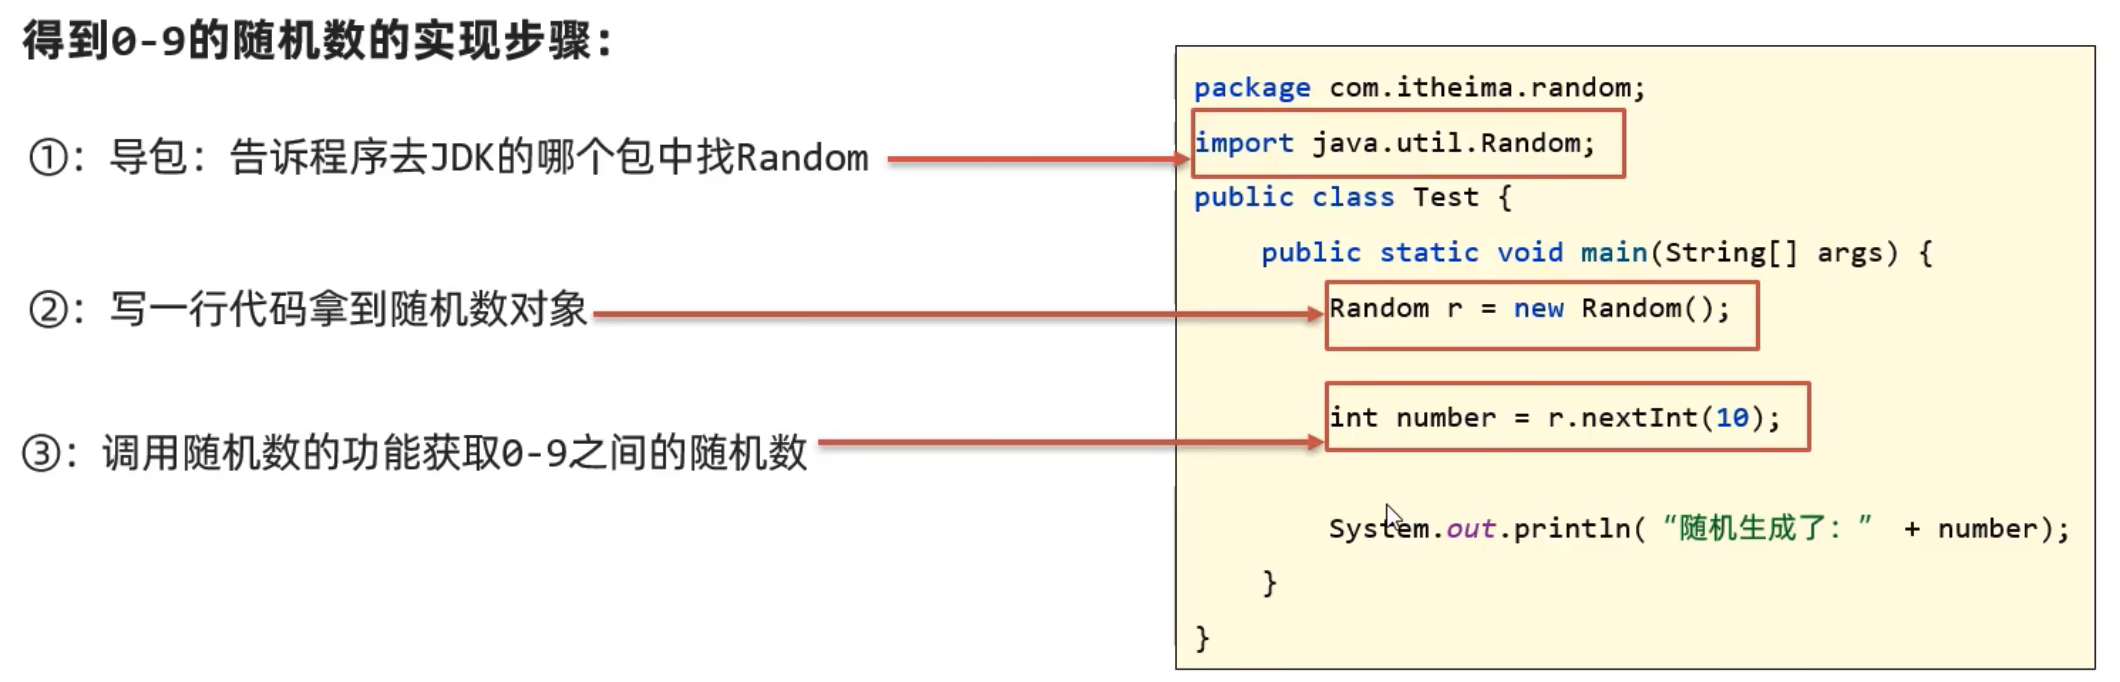 得到0-9的随机数的实现步骤：
①：导包：告诉程序去JDK的哪个包中找Random
②：写一行代码拿到随机数对象
③：调用随机数的功能获取0-9之间的随机数
package com.itheima.random;
import java.util.Random;
public class Test {
public static void main(String[] args) {
Random r = new Random();
int number = r.nextInt(10);
System.out.println( “随机生成了：” + number);
}
}